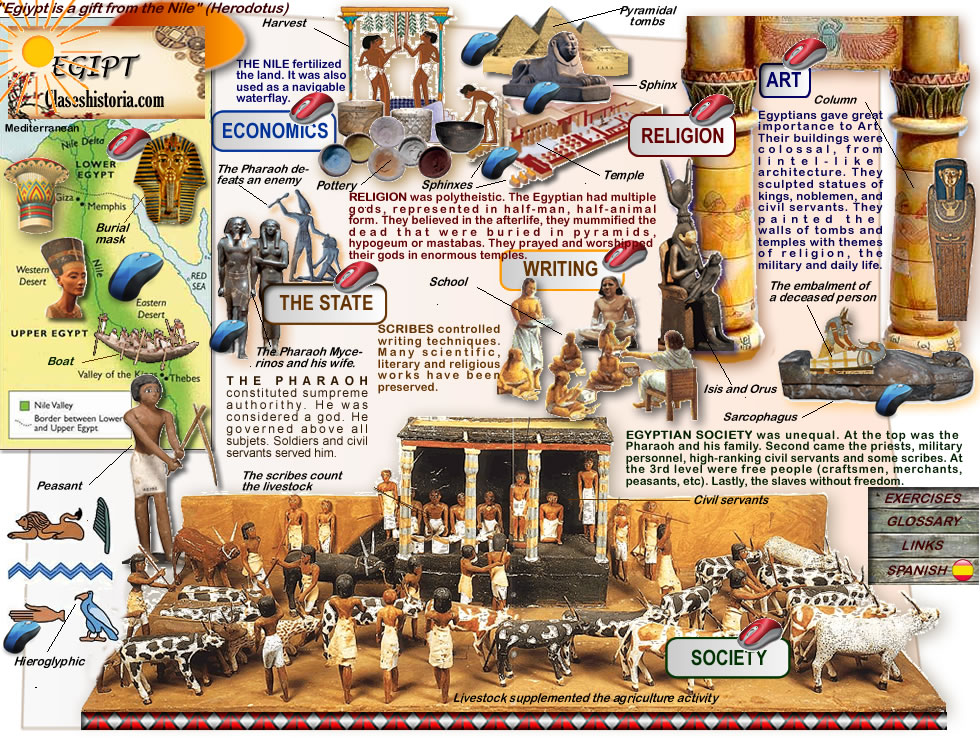 "Egiypt is a gift from the Nile" (Herodotus)
EGIPT
Claseshistoria.com
Harvest
THE NILE fertilized
the land. It was also
used as a navigable
waterflay.
ECONOMICS
Pyramidal
tombs
Sphinx
RELIGION
Temple
Sphinxes
Pottery
ART
Column
Egyptians gave great
importance to Art.
Their buildings were
colossal, from
lintel-like
architecture. They
sculpted statues of
kings, noblemen, and
civil servants. They
painted the
walls of tombs and
temples with themes
of religion, the
military and daily life.
The embalment of
a deceased person
Mediterranean
Nile Delta
LOWER
EGYPT
Giza
Memphis
Burial
mask
Western
Desert
Nile
Eastern
Desert
RED
SEA
UPPER EGYPT
Boat
Valley of the Kings
Thebes
Nile Valley
Border between Lower
and Upper Egypt
The Pharaoh de-
feats an enemy
RELIGION was polytheistic. The Egyptian had multiple
gods, represented in half-man, half-animal
form. They believed in the afterlife, they mummified the
dead that were buried in pyramids,
hypogeum or mastabas. They prayed and worshipped
their gods in enormous temples.
WRITING
School
THE STATE
SCRIBES controlled
writing techniques.
Many scientific,
literary and religious
works have been
preserved.
The Pharaoh Myce-
rinos and his wife.
THE PHARAOH
constituted sumpreme
authorithy. He was
considered a god. He
governed above all
subjets. Soldiers and civil
servants served him.
Isis and Orus
Sarcophagus
EGYPTIAN SOCIETY was unequal. At the top was the
Pharaoh and his family. Second came the priests, military
personnel, high-ranking civil servants and some scribes. At
the 3rd level were free people (craftsmen, merchants,
peasants, etc). Lastly, the slaves without freedom.
The scribes count
the livestock
Civil servants
Peasant
EXERCISES
GLOSSARY
LINKS
SPANISH
Hieroglyphic
SOCIETY
Livestock supplemented the agriculture activity